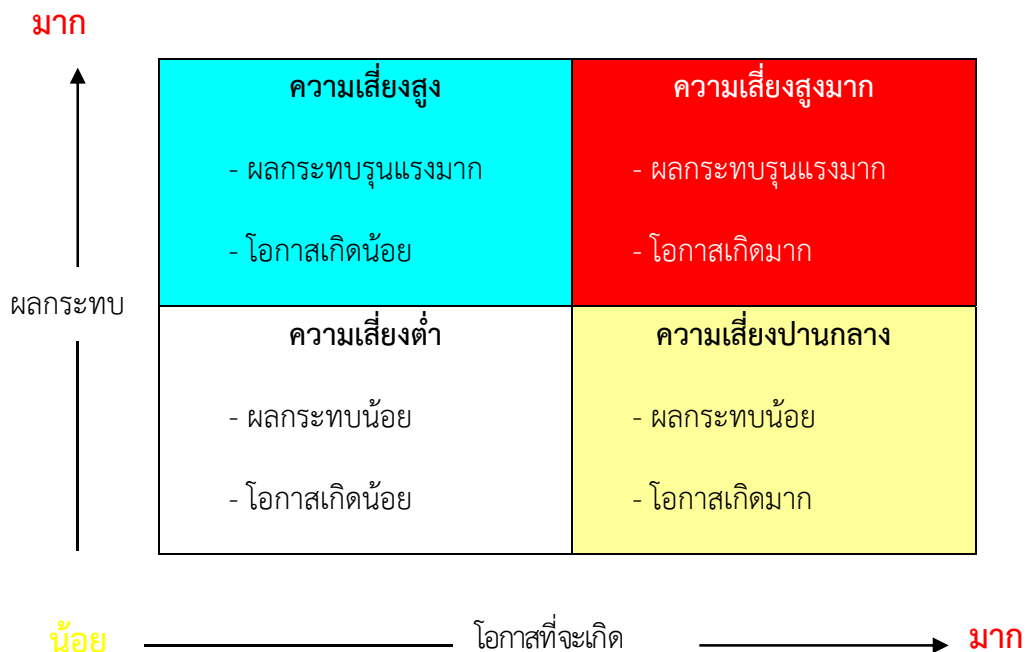 มาก
ความเสี่ยงสูง
- ผลกระทบรุนแรงมาก
- โอกาสเกิดน้อย
ความเสี่ยงสูงมาก
- ผลกระทบรุนแรงมาก
- โอกาสเกิดมาก
ผลกระทบ
ความเสี่ยงต่ำ
- ผลกระทบน้อย
- โอกาสเกิดน้อย
ความเสี่ยงปานกลาง
- ผลกระทบน้อย
- โอกาสเกิดมาก
น้อย โอกาสที่จะเกิด มาก